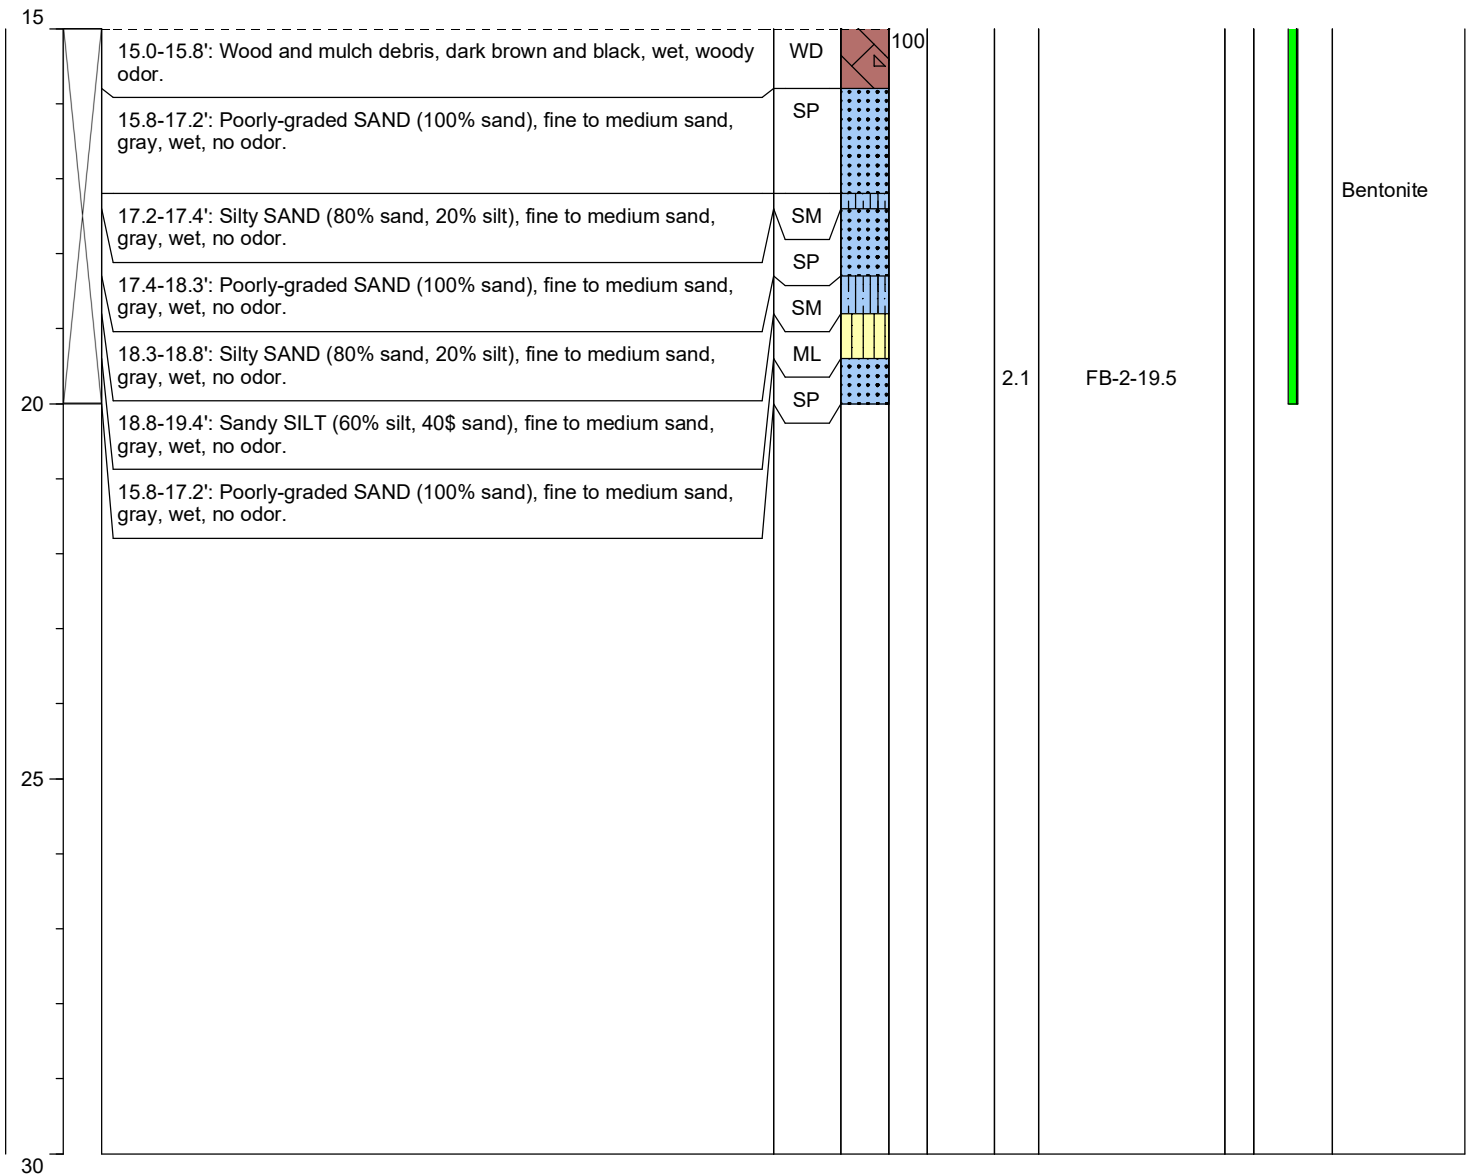 15
15.0-15.8': Wood and mulch debris, dark brown and black, wet, woody
odor.
WD
100
15.8-17.2': Poorly-graded SAND (100% sand), fine to medium sand,
gray, wet, no odor.
SP
Bentonite
17.2-17.4': Silty SAND (80% sand, 20% silt), fine to medium sand,
gray, wet, no odor.
SM
SP
17.4-18.3': Poorly-graded SAND (100% sand), fine to medium sand,
gray, wet, no odor.
SM
18.3-18.8': Silty SAND (80% sand, 20% silt), fine to medium sand,
gray, wet, no odor.
ML
2.1
FB-2-19.5
20
SP
18.8-19.4': Sandy SILT (60% silt, 40$ sand), fine to medium sand,
gray, wet, no odor.
15.8-17.2': Poorly-graded SAND (100% sand), fine to medium sand,
gray, wet, no odor.
25
30